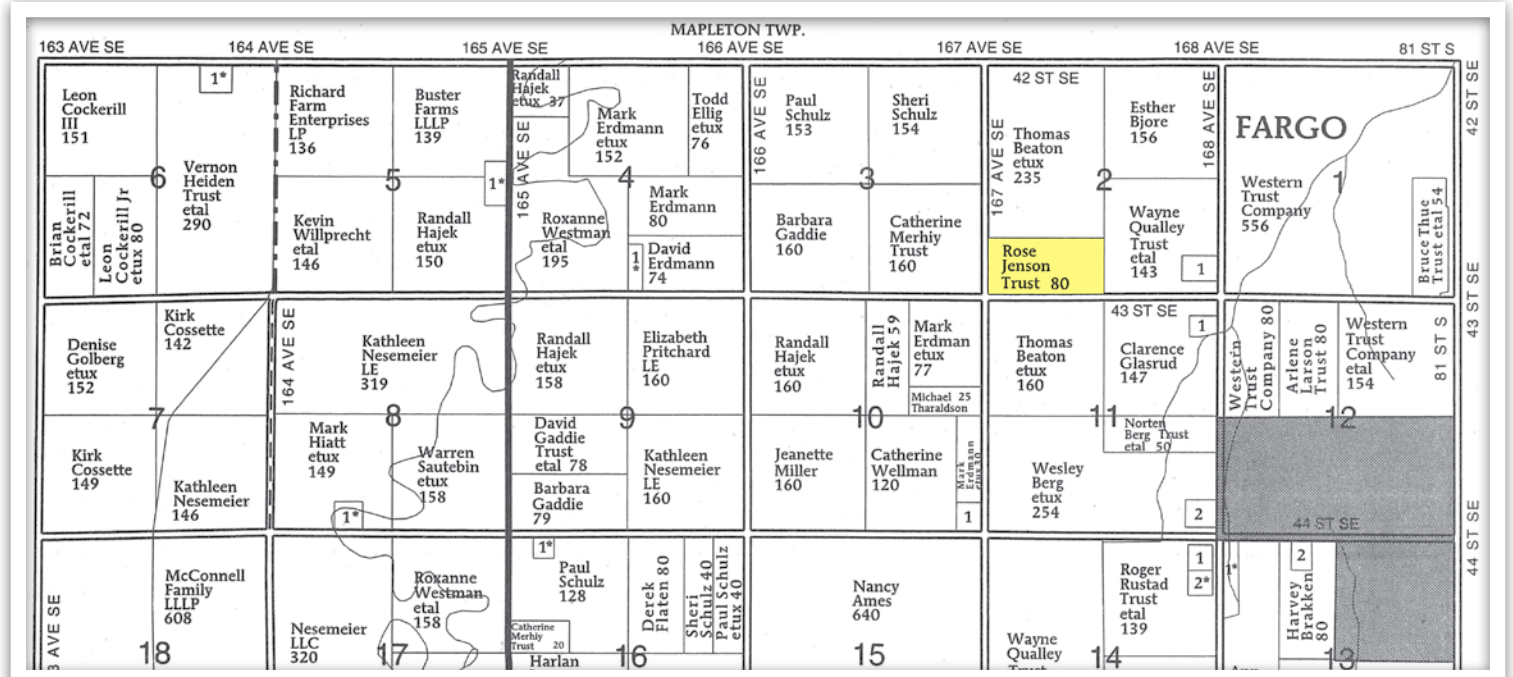 MAPLETON TWP.
163 AVE SE
164 AVE SE
165 AVE SE
166 AVE SE
167 AVE SE
168 AVE SE
81 ST S
Leon
Cockerill
III
151
1*
Vernon
Heiden
Trust
etal
290
6
Brian
Cockerill
etal 72
Leon
Cockerill Jr
etux 80
Richard
Farm
Enterprises
LP
136
Buster
Farms
LLLP
139
5
1*
Kevin
Willprecht
etal
146
Randall
Hajek
etux
150
Randall
Hajek
etux 37
165 AVE SE
Mark
Erdmann
etux
152
Todd
Ellig
etux
76
4
Roxanne
Westman
etal
195
Mark
Erdmann
80
1
*
David
Erdmann
74
166 AVE SE
Paul
Schulz
153
Sheri
Schulz
154
3
Barbara
Gaddie
160
Catherine
Merhiy
Trust
160
42 ST SE
167 AVE SE
Thomas
Beaton
etux
235
Esther
Bjore
156
168 AVE SE
2
Rose
Jenson
Trust 80
Wayne
Qualley
Trust
etal
143
1
FARGO
Western
Trust
Company
556
1
Bruce Thue
Trust etal 54
42 ST SE
43 ST SE
Denise
Golberg
etux
152
Kirk
Cossette
142
7
Kirk
Cossette
149
Kathleen
Nesemeier
146
164 AVE SE
Kathleen
Nesemeier
LE
319
8
Mark
Hiatt
etux
149
1*
Warren
Sautebin
etux
158
Randall
Hajek
etux
158
Elizabeth
Pritchard
LE
160
9
David
Gaddie
Trust
etal 78
Barbara
Gaddie
79
Kathleen
Nesemeier
LE
160
Randall
Hajek
etux
160
Randall
Hajek 59
Mark
Erdman
etux
77
Michael 25
Tharaldson
10
Jeanette
Miller
160
Catherine
Wellman
120
Mark
Erdmann
etux 30
1
43 ST SE
Thomas
Beaton
etux
160
1
Clarence
Glasrud
147
11
Norten
Berg Trust
etal 50
Wesley
Berg
etux
254
2
Western
Trust
Company 80
Arlene
Larson
Trust 80
Western
Trust
Company
etal
154
81 ST S
12
44 ST SE
44 ST SE
AVE SE
McConnell
Family
LLLP
608
18
Nesemeier
LLC
320
Roxanne
Westman
etal
158
17
1*
Paul
Schulz
128
Catherine
Merhiy
Trust 20
Harlan
Derek
Flaten 80
Sheri
Schulz 40
Paul Schulz
etux 40
16
Nancy
Ames
640
15
Wayne
Qualley
14
1
2*
Roger
Rustad
Trust
etal
139
1*
2
Harvey
Brakken
80
13